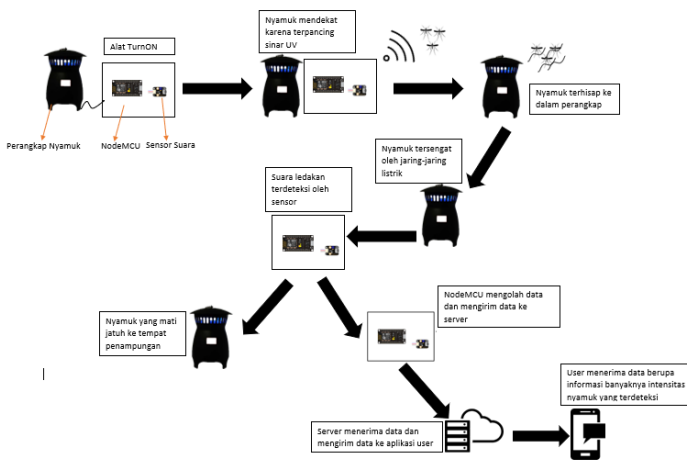 Alat TurnON
Nyamuk mendekat
karena terpancing
sinar UV
Nyamuk terhisap ke
dalam perangkap
Perangkap Nyamuk
NodeMCU
Sensor Suara
Nyamuk tersengat
oleh jaring-jaring
listrik
Suara ledakan
terdeteksi oleh
sensor
NodeMCU mengolah data
dan mengirim data ke
server
Nyamuk yang mati
jatuh ke tempat
penampungan
User menerima data berupa
informasi banyaknya intensitas
nyamuk yang terdeteksi
Server menerima data dan
mengirim data ke aplikasi user